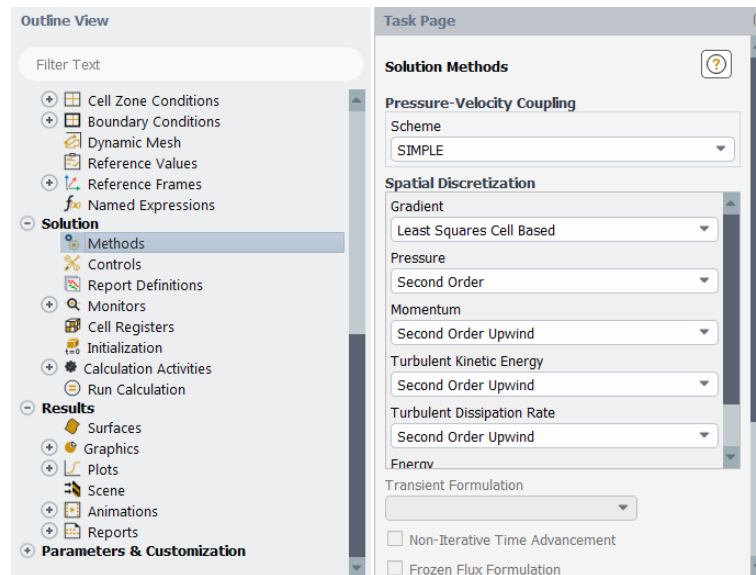 Outline View
Filter Text
Cell Zone Conditions
Boundary Conditions
Dynamic Mesh
Reference Values
Reference Frames
Named Expressions
Solution
Methods
Controls
Report Definitions
Monitors
Cell Registers
Initialization
Calculation Activities
Run Calculation
Results
Surfaces
Graphics
Plots
Scene
Animations
Reports
Parameters & Customization
Task Page
Solution Methods
Pressure-Velocity Coupling
Scheme
SIMPLE
Spatial Discretization
Gradient
Least Squares Cell Based
Pressure
Second Order
Momentum
Second Order Upwind
Turbulent Kinetic Energy
Second Order Upwind
Turbulent Dissipation Rate
Second Order Upwind
Energy
Transient Formulation
Non-Iterative Time Advancement
Frozen Flux Formulation